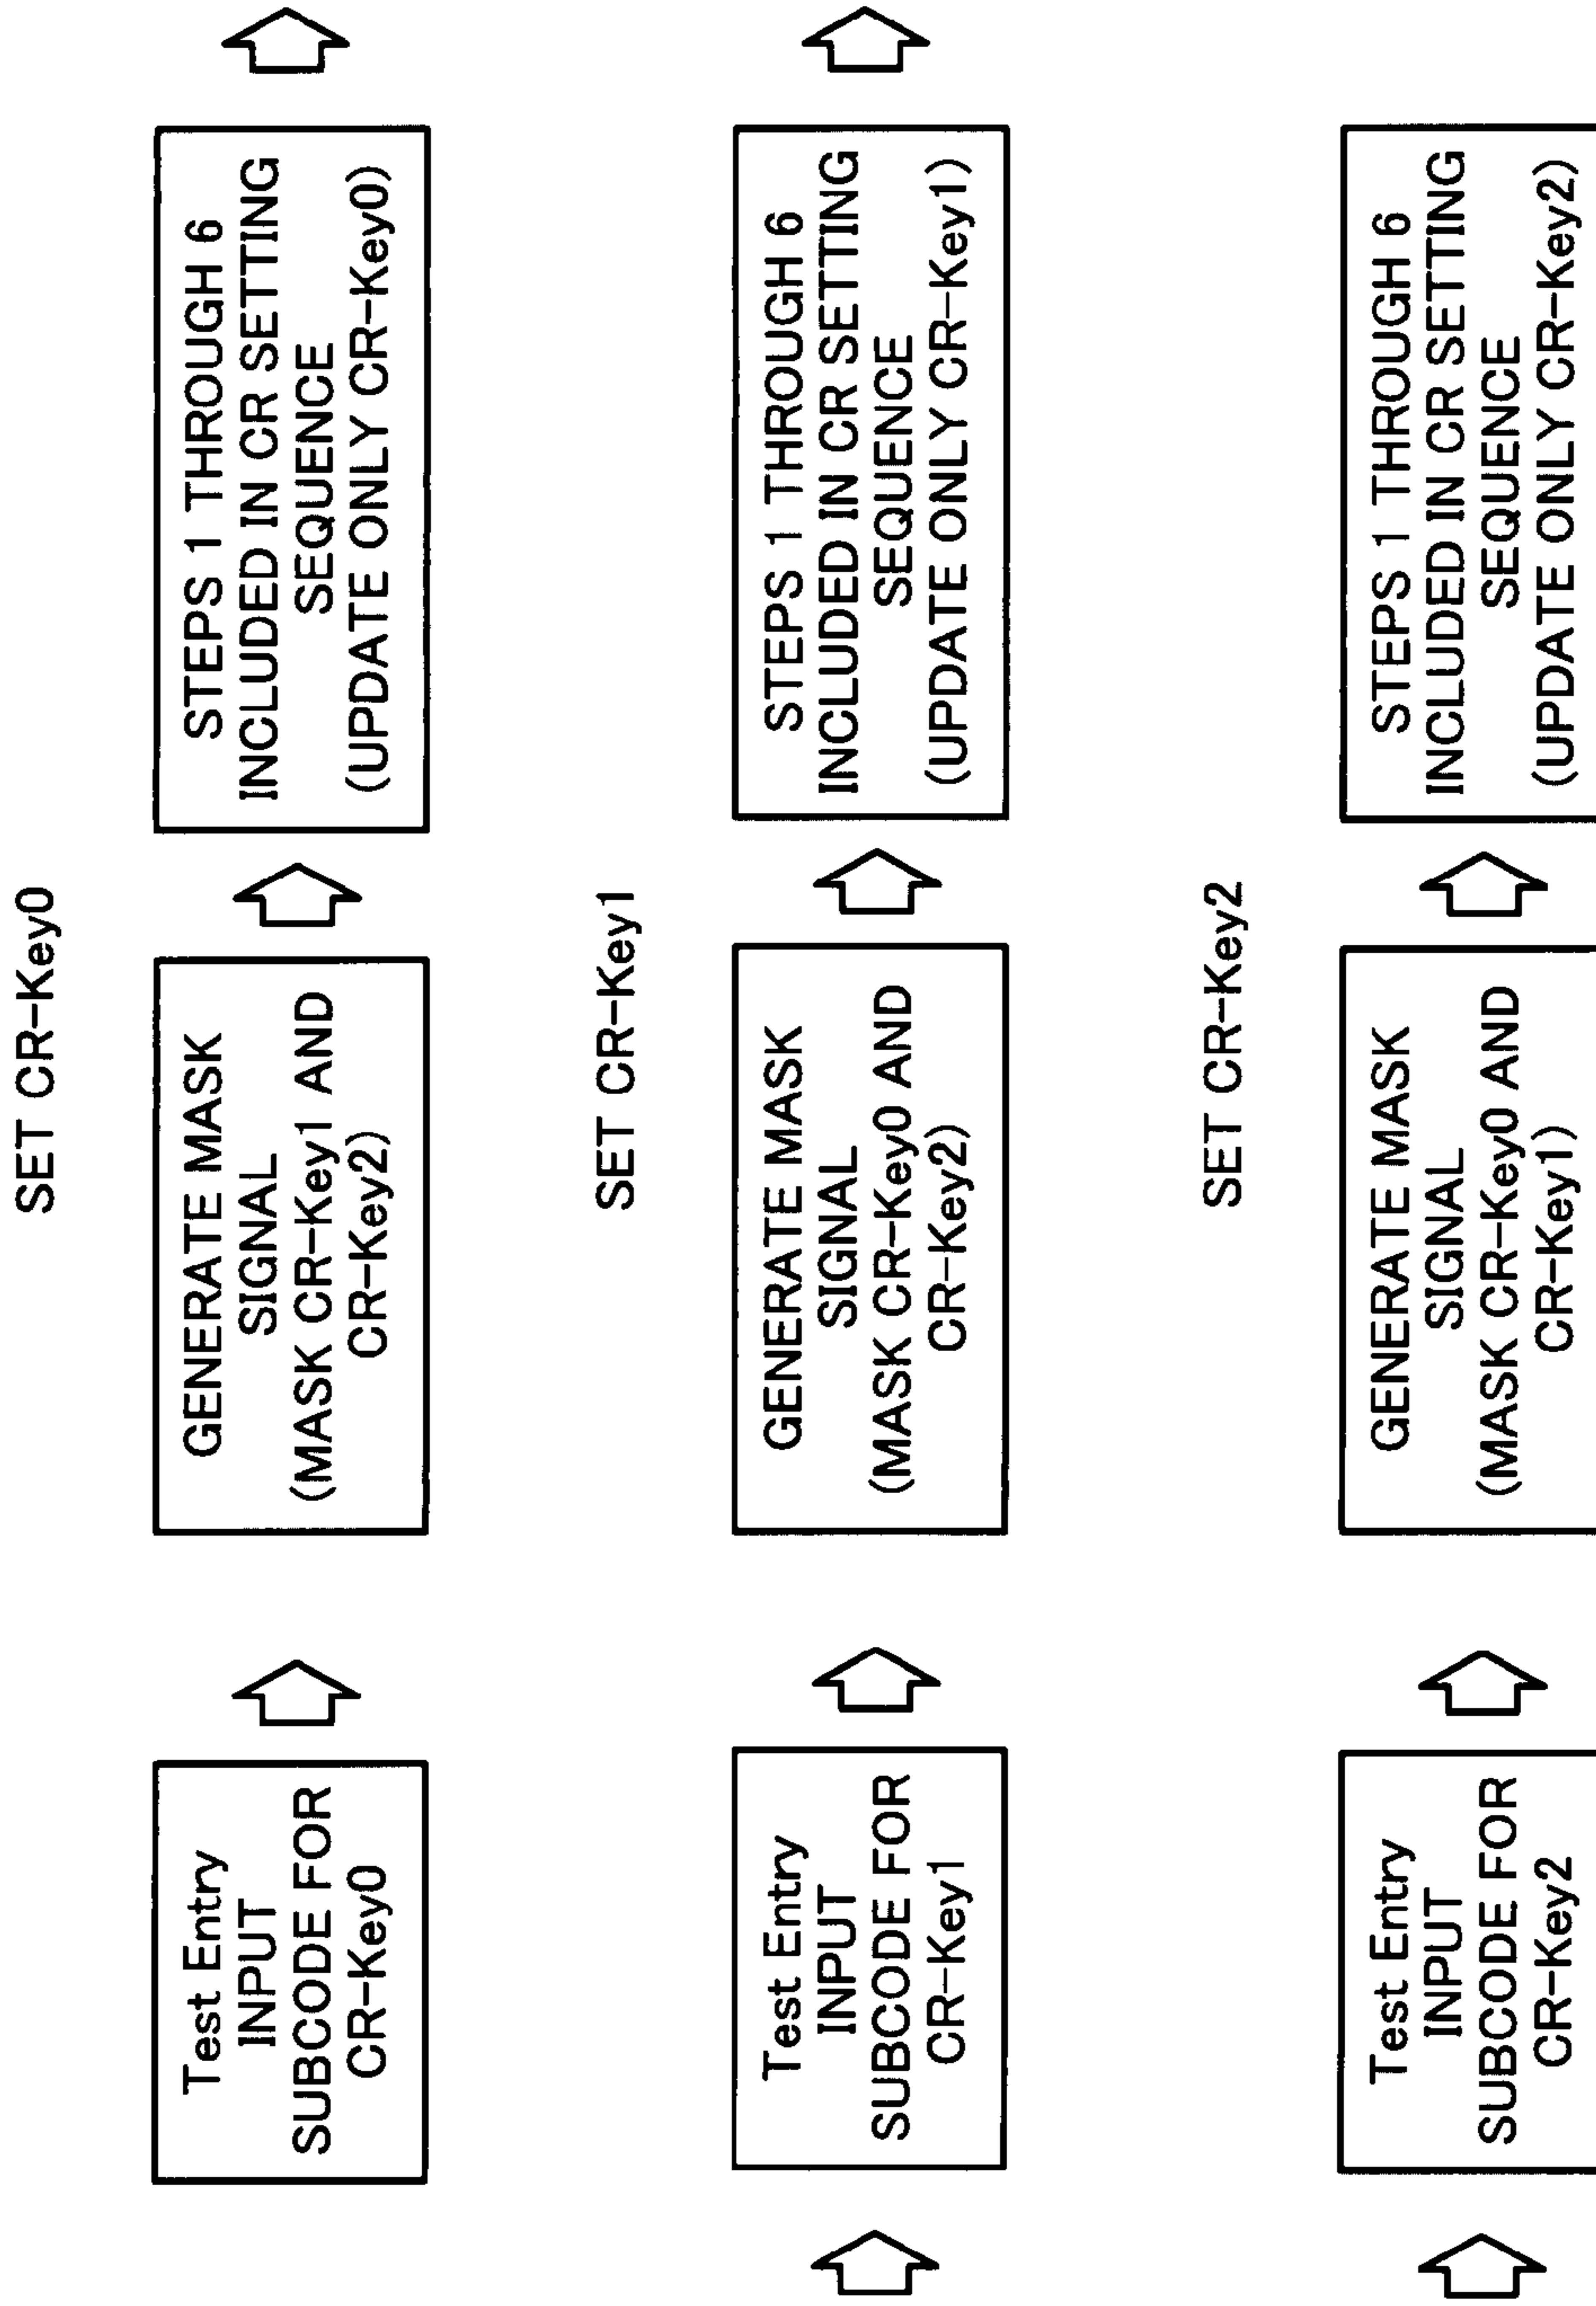 SET CR-Key0
Test Entry
INPUT
SUBCODE FOR
CR-Key0
GENERATE MASK
SIGNAL
(MASK CR-Key1 AND
CR-Key2)
STEPS 1 THROUGH 6
INCLUDED IN CR SETTING
SEQUENCE
(UPDATE ONLY CR-Key0)
SET CR-Key1
Test Entry
INPUT
SUBCODE FOR
CR-Key1
GENERATE MASK
SIGNAL
(MASK CR-Key0 AND
CR-Key2)
STEPS 1 THROUGH 6
INCLUDED IN CR SETTING
SEQUENCE
(UPDATE ONLY CR-Key1)
SET CR-Key2
Test Entry
INPUT
SUBCODE FOR
CR-Key2
GENERATE MASK
SIGNAL
(MASK CR-Key0 AND
CR-Key1)
STEPS 1 THROUGH 6
INCLUDED IN CR SETTING
SEQUENCE
(UPDATE ONLY CR-Key2)